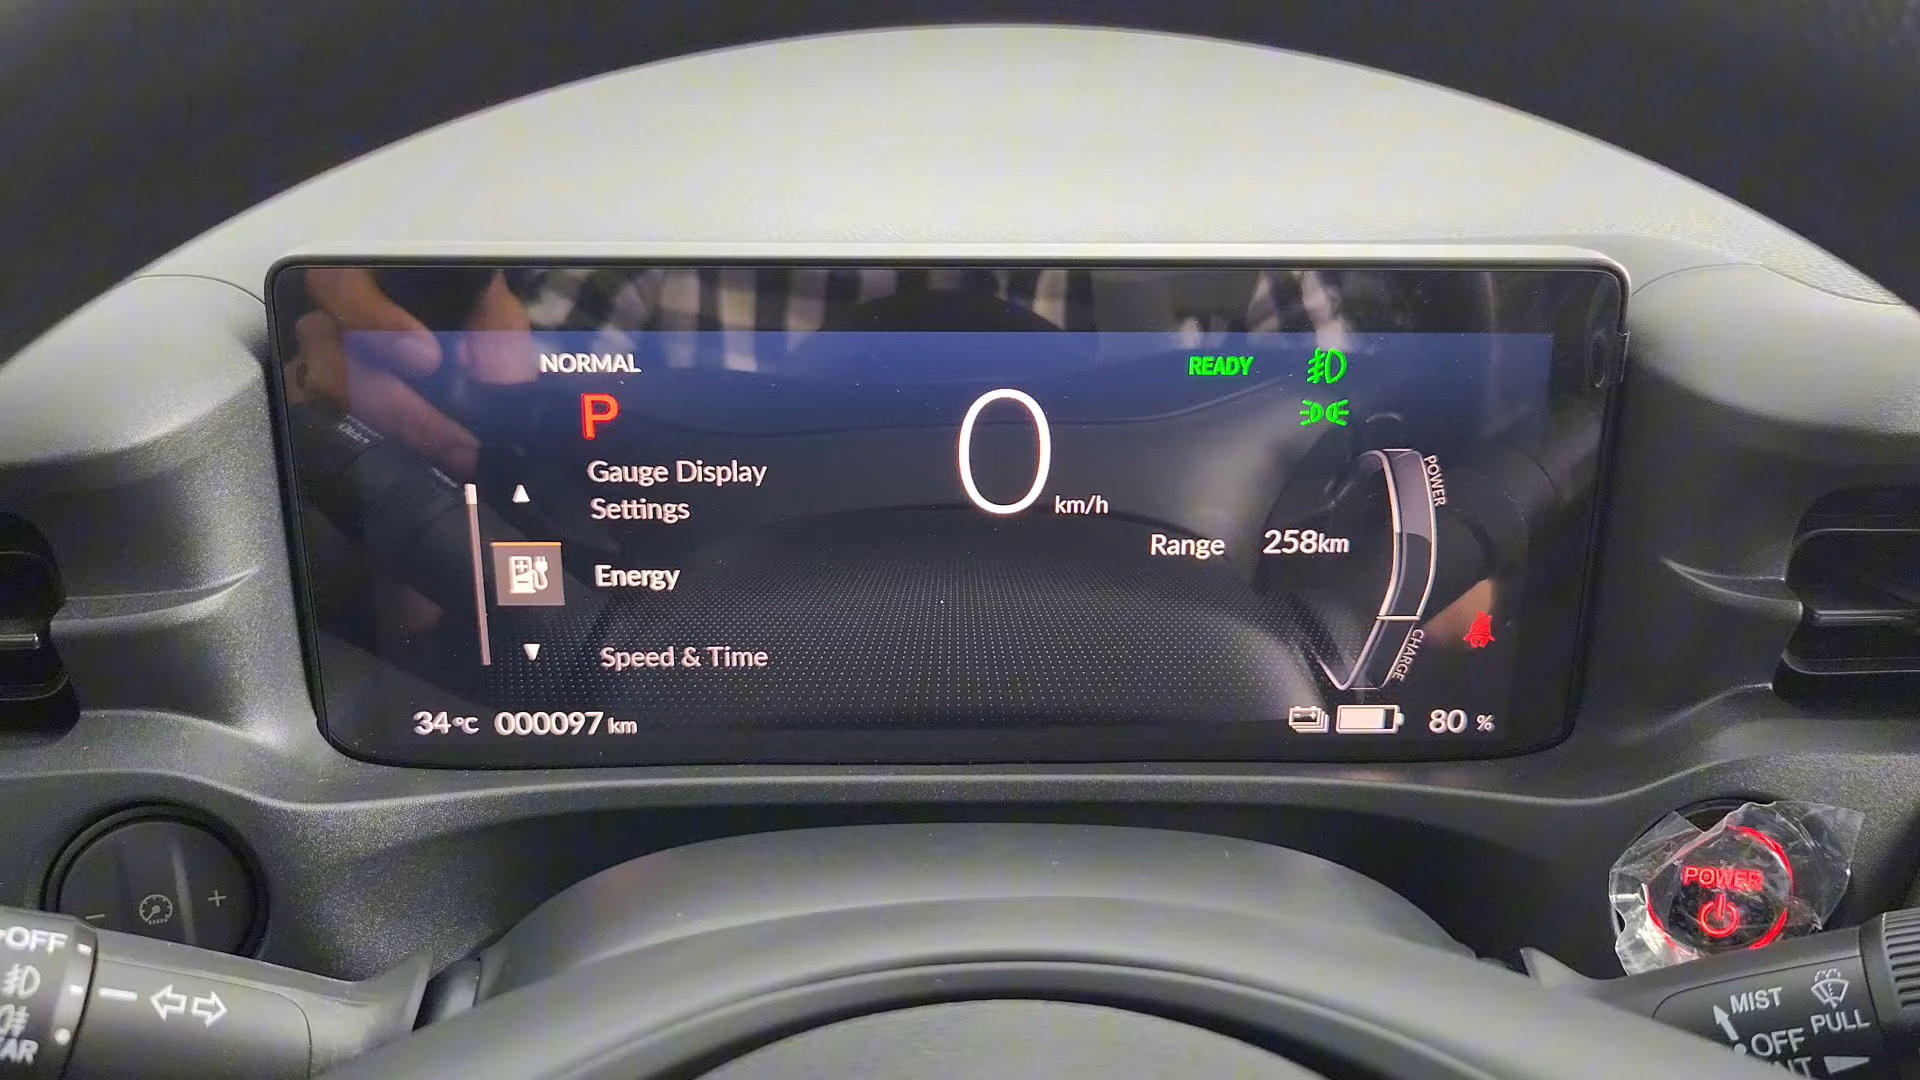 NORMAL
READY
P
0
km/h
Gauge Display
Settings
Energy
Speed & Time
Range 258km
POWER
CHARGE
34°C 000097 km
80 %
- +
POWER
OFF
MIST
OFF
PULL